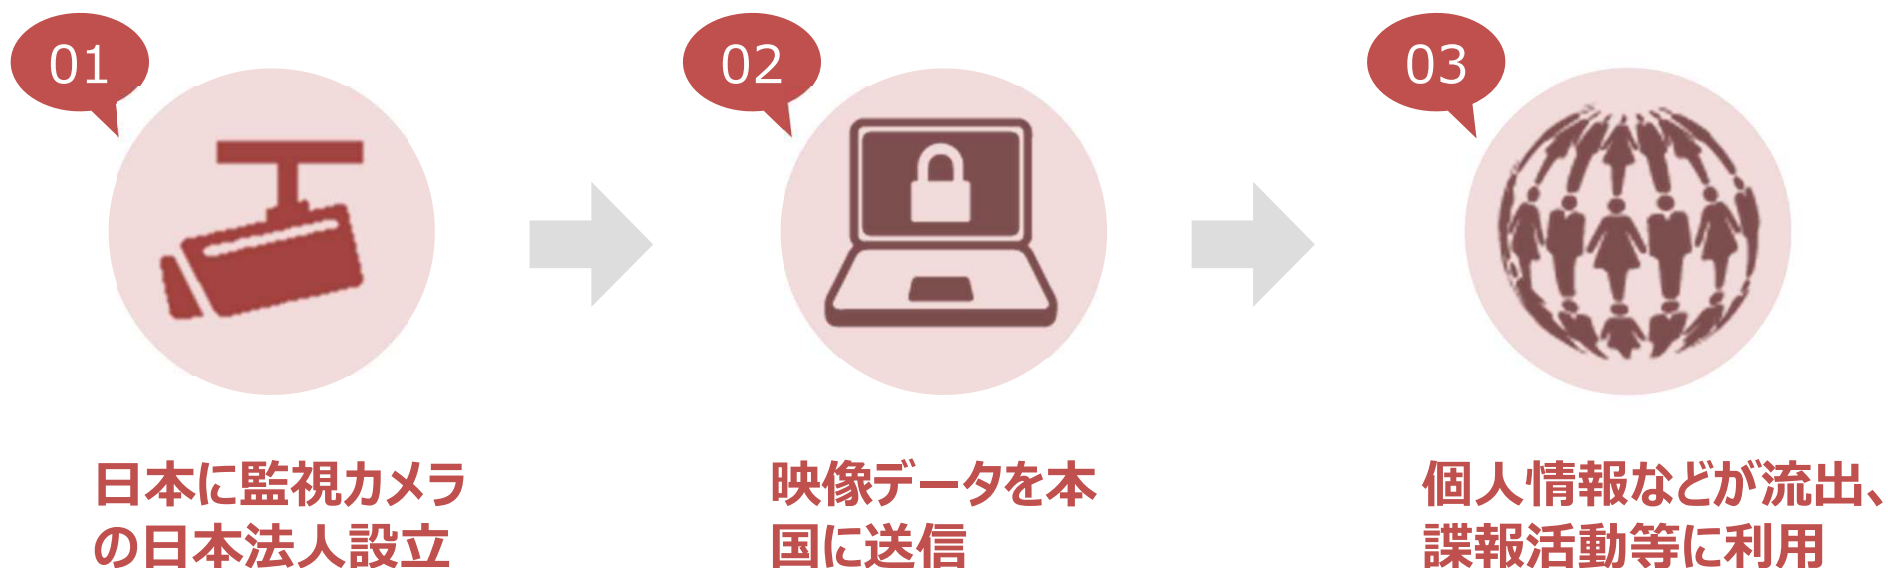 01
02
03
日本に監視カメラ
の日本法人設立
映像データを本
国に送信
個人情報などが流出、
諜報活動等に利用